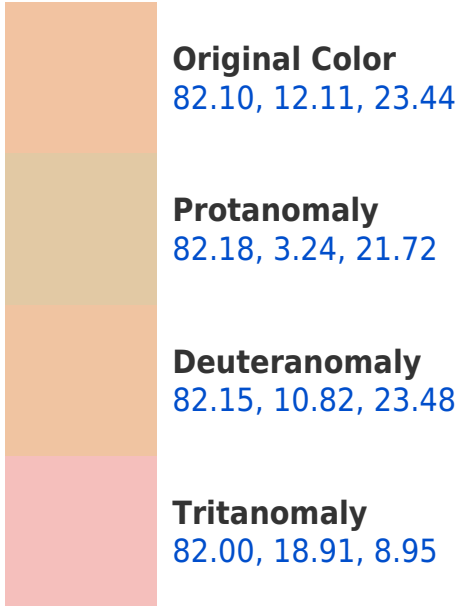 Original Color
82.10, 12.11, 23.44
Protanomaly
82.18, 3.24, 21.72
Deuteranomaly
82.15, 10.82, 23.48
Tritanomaly
82.00, 18.91, 8.95